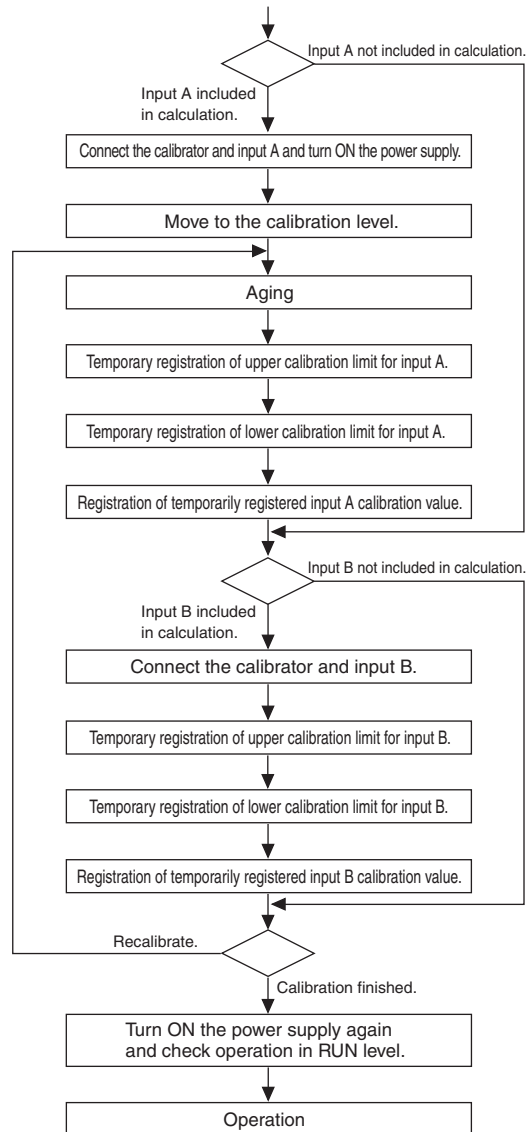 Input A not included in calculation.
Input A included
in calculation.
Connect the calibrator and input A and turn ON the power supply.
Move to the calibration level.
Aging
Temporary registration of upper calibration limit for input A.
Temporary registration of lower calibration limit for input A.
Registration of temporarily registered input A calibration value.
Input B not included in calculation.
Input B included
in calculation.
Connect the calibrator and input B.
Temporary registration of upper calibration limit for input B.
Temporary registration of lower calibration limit for input B.
Registration of temporarily registered input B calibration value.
Recalibrate.
Calibration finished.
Turn ON the power supply again
and check operation in RUN level.
Operation